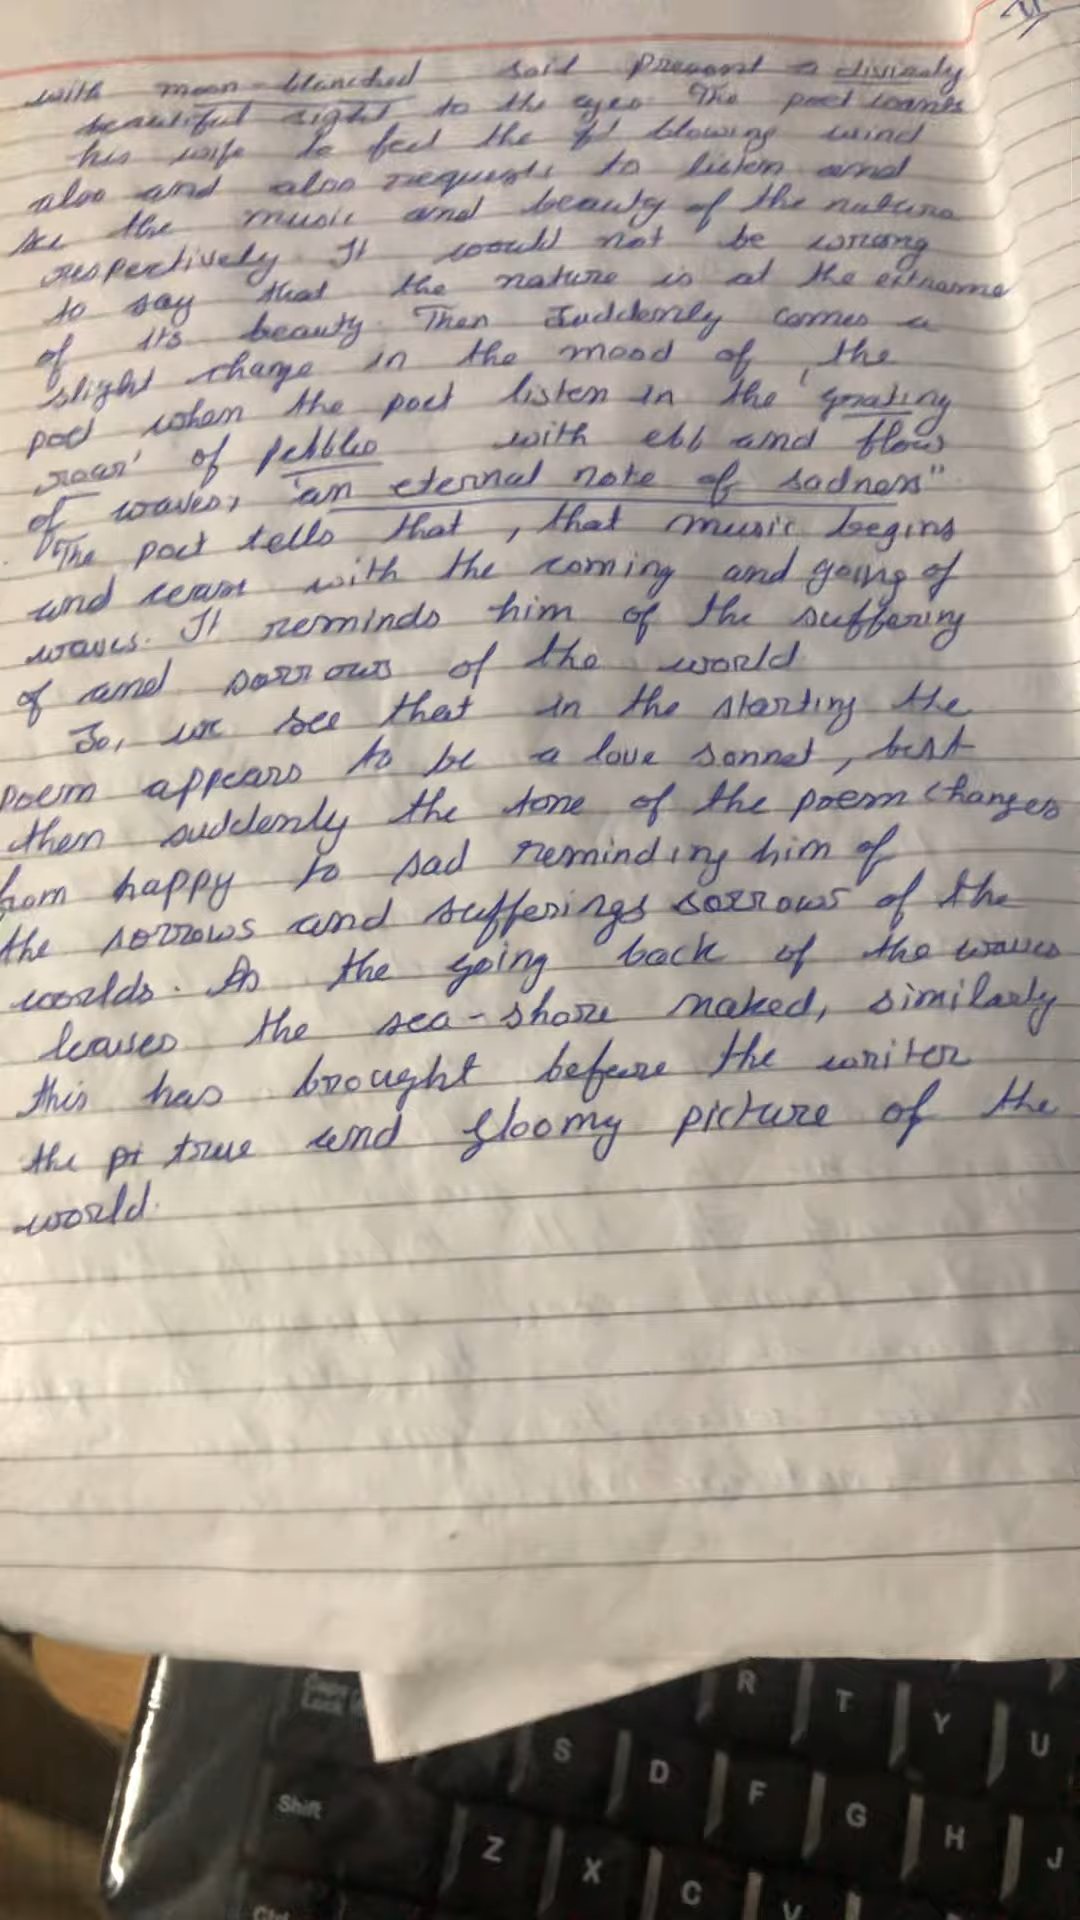 with moon-blanched soil present a divinely
beautiful sight to the eyes. The poet wants
his wife to feel the blowing wind
also and also requests to listen and
see the music and beauty of the nature
respectively. It would not be wrong
to say that the nature is at the extreme
of its beauty. Then suddenly comes a
slight change in the mood of the
poet when the poet listen in the 'grating
roar' of pebbles with ebb and flow
of waves, "an eternal note of sadness"
The poet tells that, that music begins
and cease with the coming and going of
waves. It reminds him of the suffering
of and sorrows of the world
So, we see that in the starting the
poem appears to be a love sonnet, but
then suddenly the tone of the poem changes
from happy to sad reminding him of
the sorrows and sufferings sorrows of the
worlds. As the going back of the waves
leaves the sea-shore naked, similarly
this has brought before the writer
the true and gloomy picture of the
world.
Caps Lock
R T Y U
S D F G H J
Shift
Z X C V
Ctrl